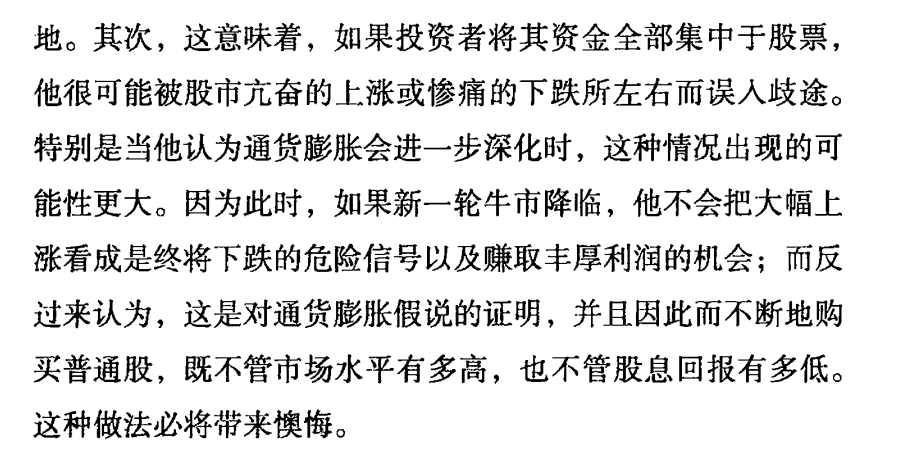 地。其次，这意味着，如果投资者将其资金全部集中于股票，
他很可能被股市亢奋的上涨或惨痛的下跌所左右而误入歧途。
特别是当他认为通货膨胀会进一步深化时，这种情况出现的可
能性更大。因为此时，如果新一轮牛市降临，他不会把大幅上
涨看成是终将下跌的危险信号以及赚取丰厚利润的机会；而反
过来认为，这是对通货膨胀假说的证明，并且因此而不断地购
买普通股，既不管市场水平有多高，也不管股息回报有多低。
这种做法必将带来懊悔。